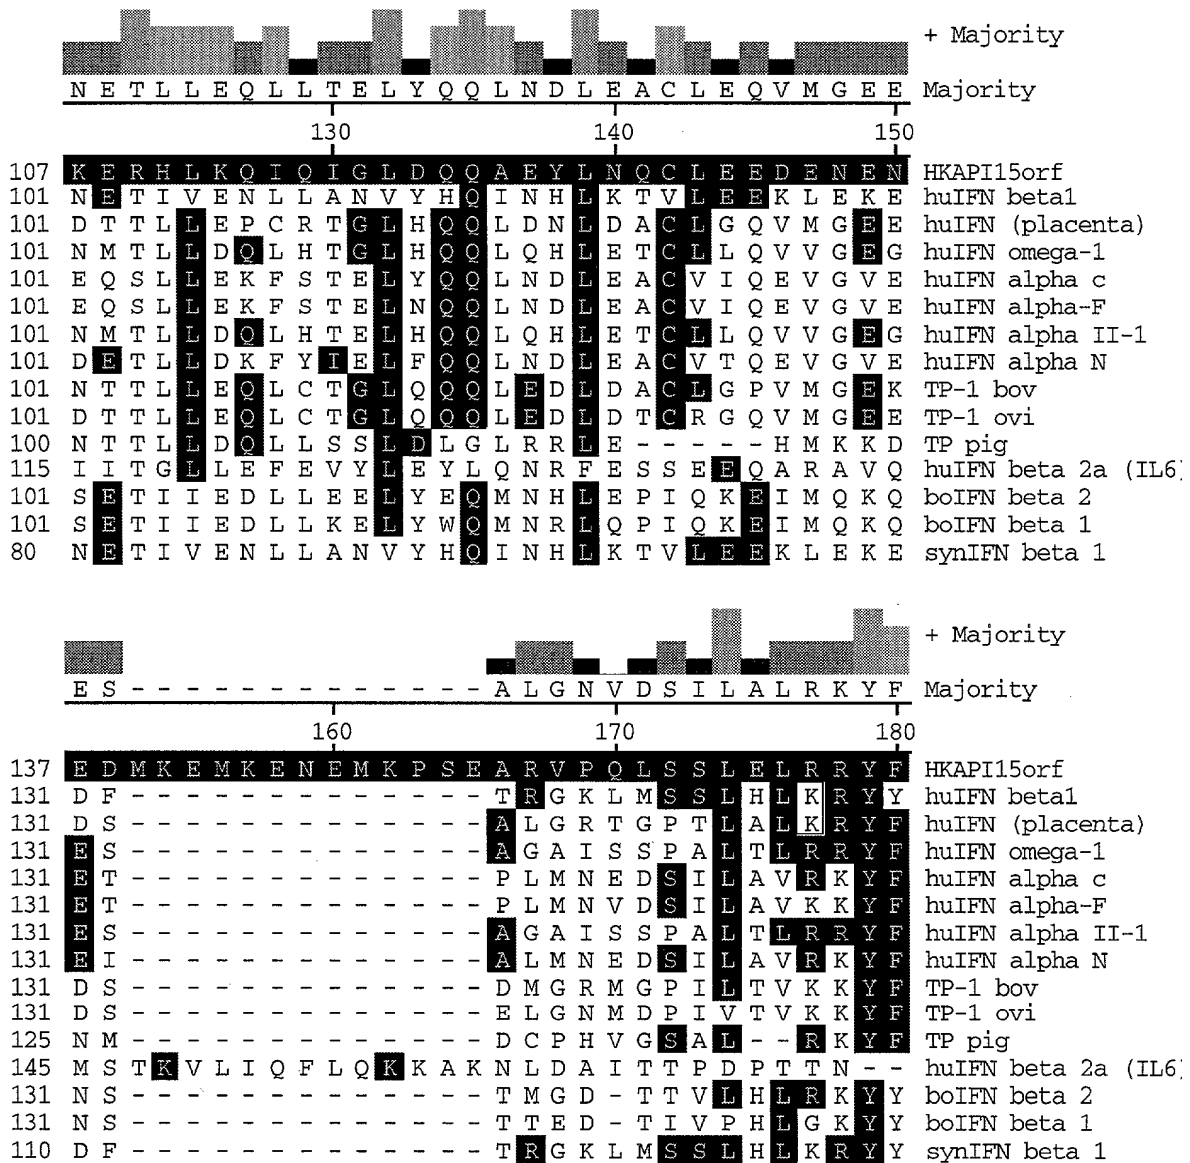 + Majority
N E T L L E Q L L T E L Y Q Q L N D L E A C L E Q V M G E E Majority
130 140 150
107 K E R H L K Q I Q I G L D Q Q A E Y L N Q C L E E D E N E N HKAPI15orf
101 N E T I V E N L L A N V Y H Q I N H L K T V L E E K L E K E huIFN beta1
101 D T T L L E P C R T G L H Q Q L D N L D A C L G Q V M G E E huIFN (placenta)
101 N M T L L D Q L H T G L H Q Q L Q H L E T C L L Q V V G E G huIFN omega-1
101 E Q S L L E K F S T E L Y Q Q L N D L E A C V I Q E V G V E huIFN alpha c
101 E Q S L L E K F S T E L N Q Q L N D L E A C V I Q E V G V E huIFN alpha-F
101 N M T L L D Q L H T E L H Q Q L Q H L E T C L L Q V V G E G huIFN alpha II-1
101 D E T L L D K F Y I E L F Q Q L N D L E A C V T Q E V G V E huIFN alpha N
101 N T T L L E Q L C T G L Q Q Q L E D L D A C L G P V M G E K TP-1 bov
101 D T T L L E Q L C T G L Q Q Q L E D L D T C R G Q V M G E E TP-1 ovi
100 N T T L L D Q L L S S L D L G L R R L E - - - - - H M K K D TP pig
115 I I T G L L E F E V Y L E Y L Q N R F E S S E E Q A R A V Q huIFN beta 2a (IL6)
101 S E T I I E D L L E E L Y E Q M N H L E P I Q K E I M Q K Q boIFN beta 2
101 S E T I I E D L L K E L Y W Q M N R L Q P I Q K E I M Q K Q boIFN beta 1
80 N E T I V E N L L A N V Y H Q I N H L K T V L E E K L E K E synIFN beta 1
+ Majority
E S - - - - - - - - - - - - - A L G N V D S I L A L R K Y F Majority
160 170 180
137 E D M K E M K E N E M K P S E A R V P Q L S S L E L R R Y F HKAPI15orf
131 D F - - - - - - - - - - - - - T R G K L M S S L H L K R Y Y huIFN beta1
131 D S - - - - - - - - - - - - - A L G R T G P T L A L K R Y F huIFN (placenta)
131 E S - - - - - - - - - - - - - A G A I S S P A L T L R R Y F huIFN omega-1
131 E T - - - - - - - - - - - - - P L M N E D S I L A V R K Y F huIFN alpha c
131 E T - - - - - - - - - - - - - P L M N V D S I L A V K K Y F huIFN alpha-F
131 E S - - - - - - - - - - - - - A G A I S S P A L T L R R Y F huIFN alpha II-1
131 E I - - - - - - - - - - - - - A L M N E D S I L A V R K Y F huIFN alpha N
131 D S - - - - - - - - - - - - - D M G R M G P I L T V K K Y F TP-1 bov
131 D S - - - - - - - - - - - - - E L G N M D P I V T V K K Y F TP-1 ovi
125 N M - - - - - - - - - - - - - D C P H V G S A L - - R K Y F TP pig
145 M S T K V L I Q F L Q K K A K N L D A I T T P D P T T N - - huIFN beta 2a (IL6)
131 N S - - - - - - - - - - - - - T M G D - T T V L H L R K Y Y boIFN beta 2
131 N S - - - - - - - - - - - - - T T E D - T I V P H L G K Y Y boIFN beta 1
110 D F - - - - - - - - - - - - - T R G K L M S S L H L K R Y Y synIFN beta 1